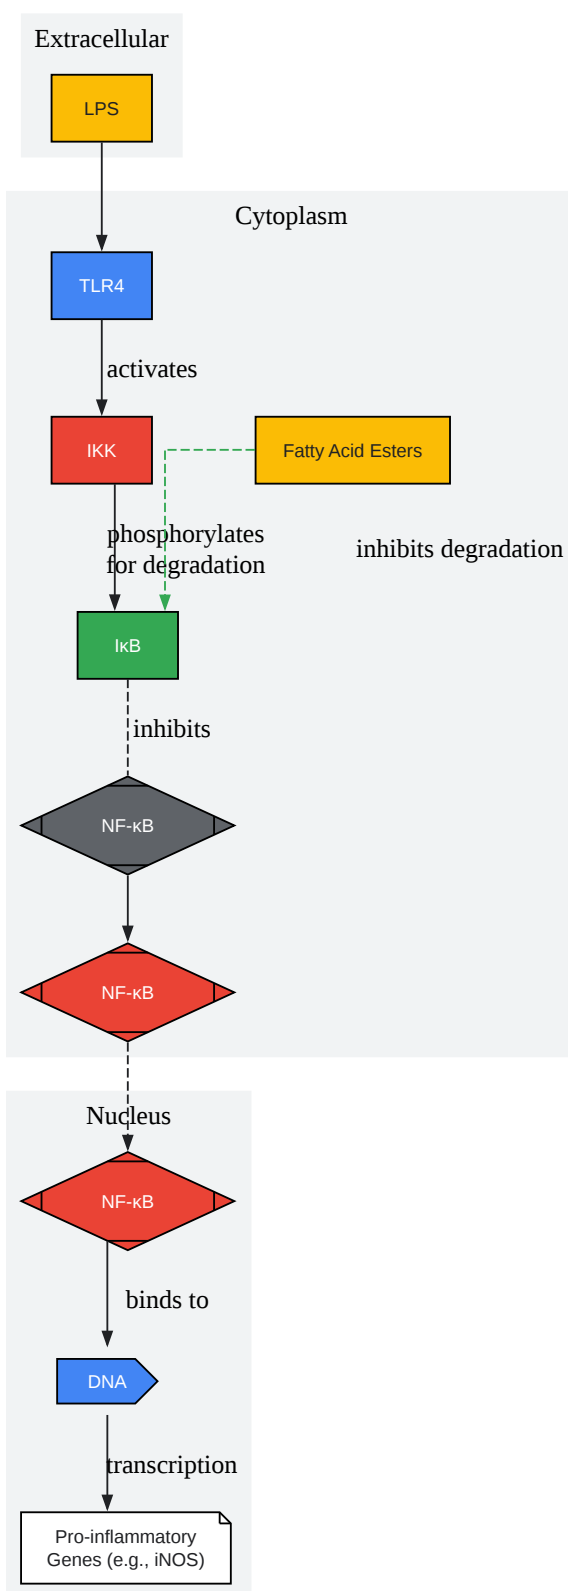 Extracellular
LPS
Cytoplasm
TLR4
activates
IKK
Fatty Acid Esters
phosphorylates
for degradation
inhibits degradation
IκB
inhibits
NF-κB
NF-κB
Nucleus
NF-κB
binds to
DNA
transcription
Pro-inflammatory
Genes (e.g., iNOS)